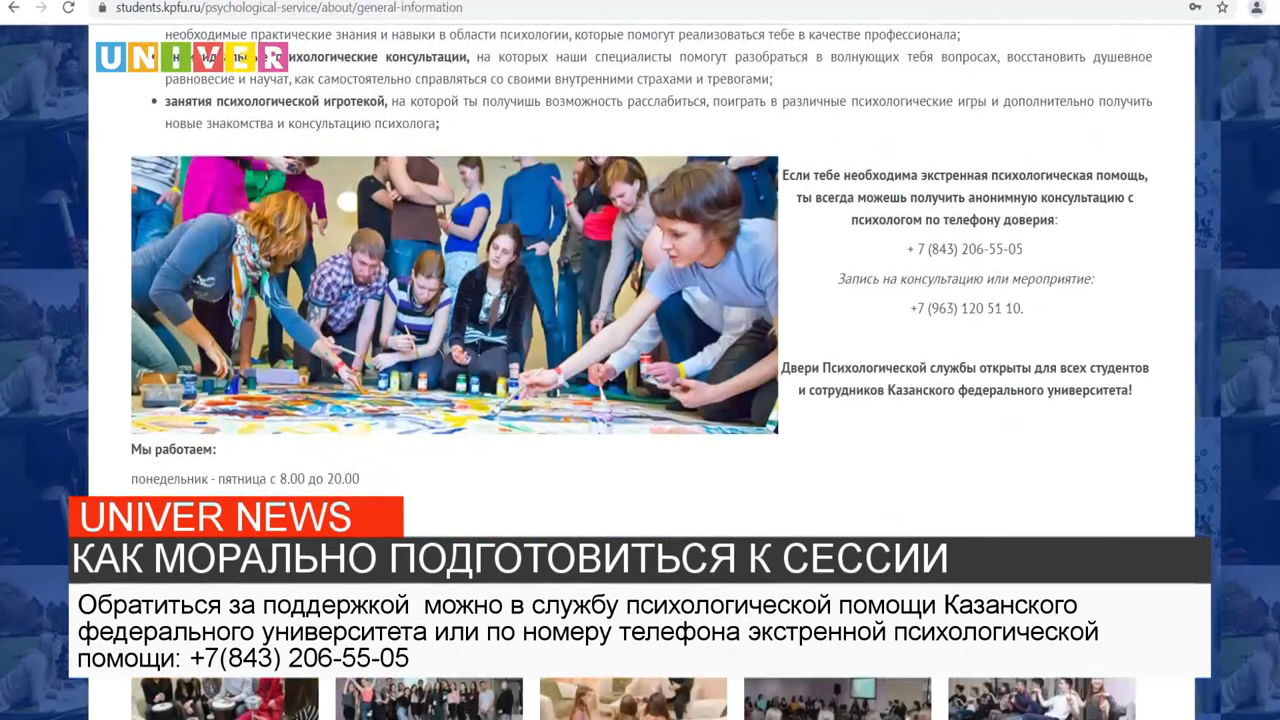 students.kpfu.ru/psychological-service/about/general-information
необходимые практические знания и навыки в области психологии, которые помогут реализоваться тебе в качестве профессионала;
UNIVER
психологические консультации, на которых наши специалисты помогут разобраться в волнующих тебя вопросах, восстановить душевное
равновесие и научат, как самостоятельно справляться со своими внутренними страхами и тревогами;
занятия психологической игротекой, на которой ты получишь возможность расслабиться, поиграть в различные психологические игры и дополнительно получить
новые знакомства и консультацию психолога;
Если тебе необходима экстренная психологическая помощь,
ты всегда можешь получить анонимную консультацию с
психологом по телефону доверия:
+ 7 (843) 206-55-05
Запись на консультацию или мероприятие:
+7 (963) 120 51 10.
Двери Психологической службы открыты для всех студентов
и сотрудников Казанского федерального университета!
Мы работаем:
понедельник - пятница с 8.00 до 20.00
UNIVER NEWS
КАК МОРАЛЬНО ПОДГОТОВИТЬСЯ К СЕССИИ
Обратиться за поддержкой можно в службу психологической помощи Казанского
федерального университета или по номеру телефона экстренной психологической
помощи: +7(843) 206-55-05